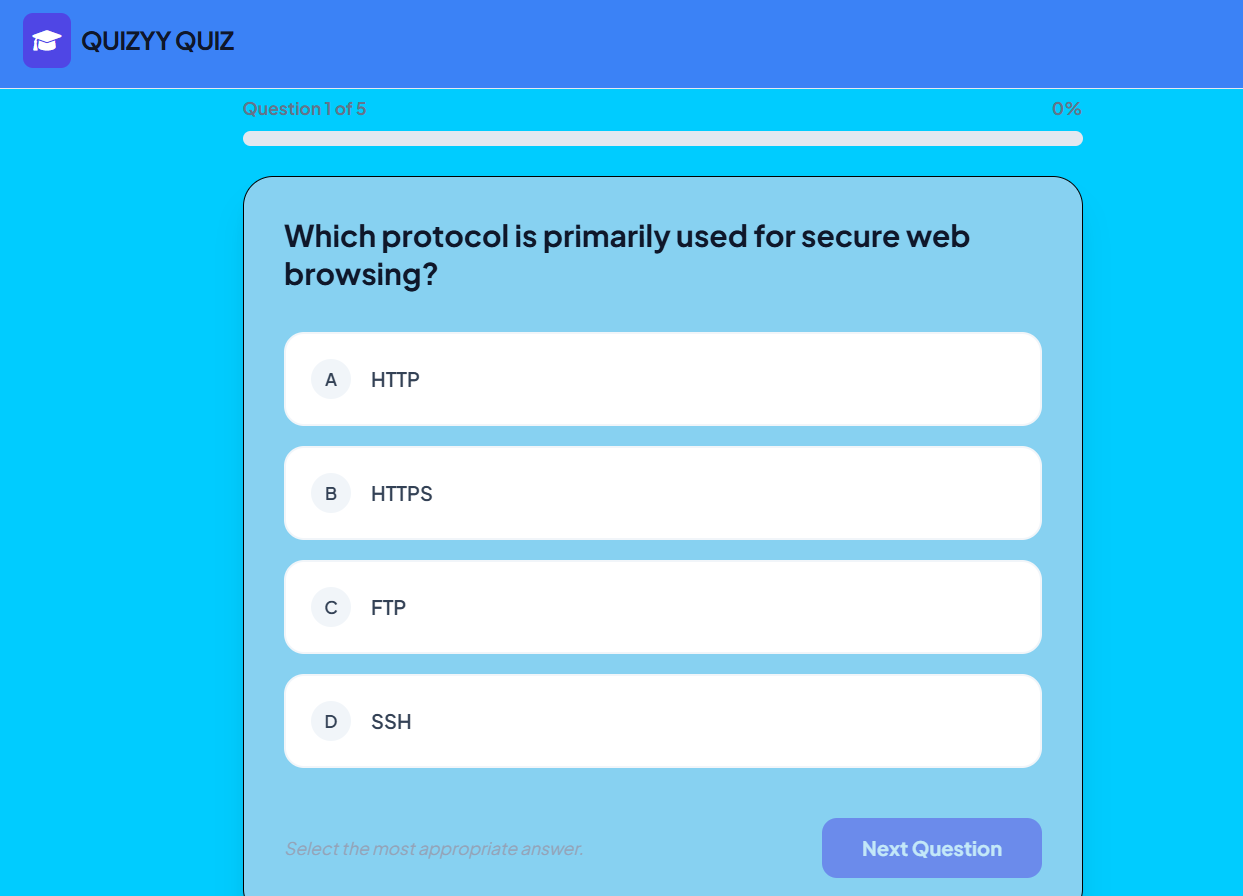 QUIZYY QUIZ
Question 1 of 5
0%
Which protocol is primarily used for secure web
browsing?
A HTTP
B HTTPS
C FTP
D SSH
Select the most appropriate answer.
Next Question